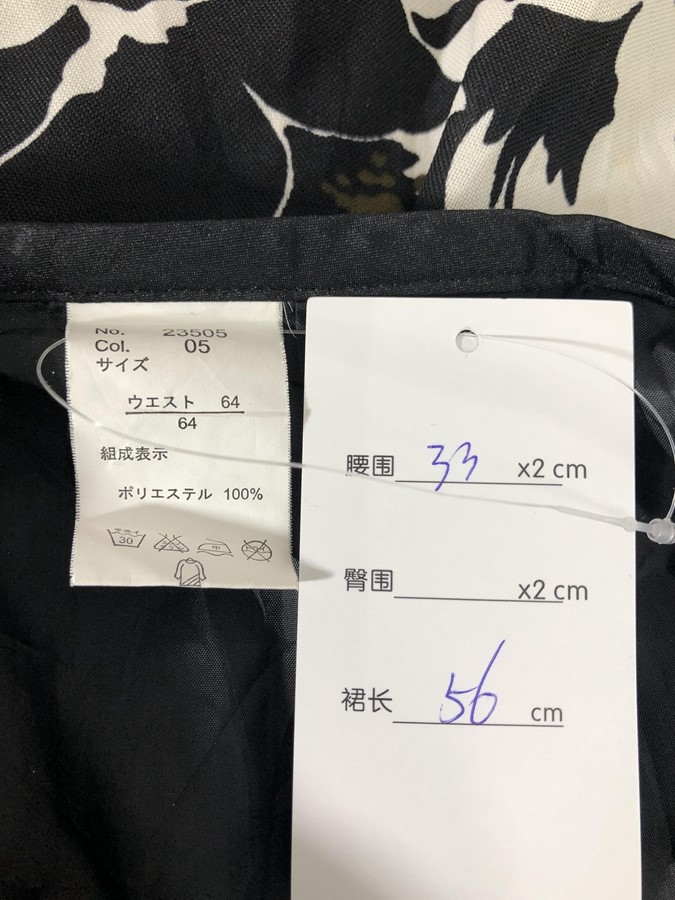 No. 23505
Col. 05
サイズ
ウエスト 64
64
組成表示
ポリエステル 100%
30
中
腰围 33 x2 cm
臀围 x2 cm
裙长 56 cm